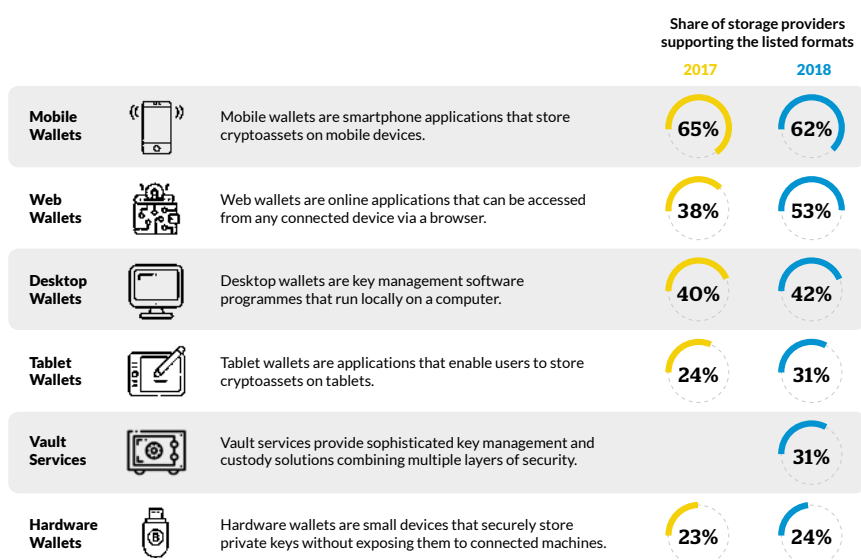 Share of storage providers
supporting the listed formats
2017 2018
Mobile
Wallets
Mobile wallets are smartphone applications that store
cryptoassets on mobile devices.
65% 62%
Web
Wallets
Web wallets are online applications that can be accessed
from any connected device via a browser.
38% 53%
Desktop
Wallets
Desktop wallets are key management software
programmes that run locally on a computer.
40% 42%
Tablet
Wallets
Tablet wallets are applications that enable users to store
cryptoassets on tablets.
24% 31%
Vault
Services
Vault services provide sophisticated key management and
custody solutions combining multiple layers of security.
31%
Hardware
Wallets
Hardware wallets are small devices that securely store
private keys without exposing them to connected machines.
23% 24%